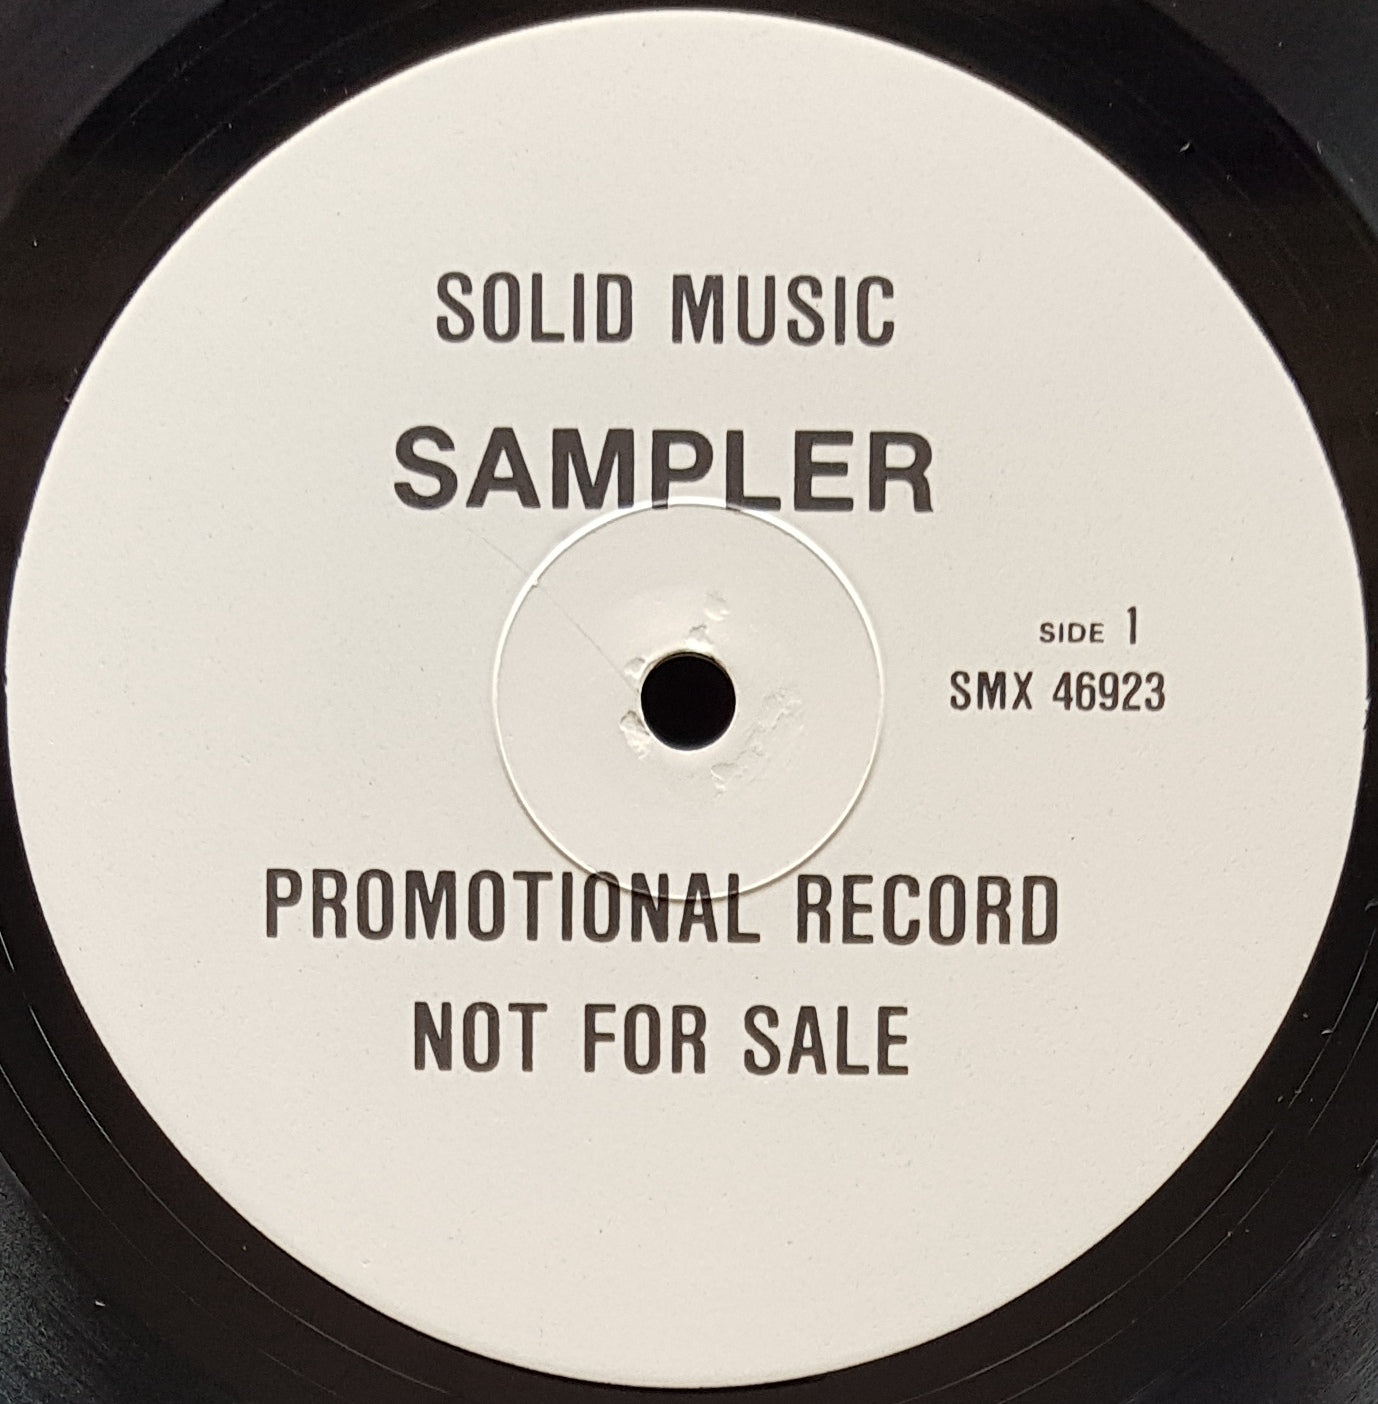 SOLID MUSIC
SAMPLER
SIDE 1
SMX 46923
PROMOTIONAL RECORD
NOT FOR SALE